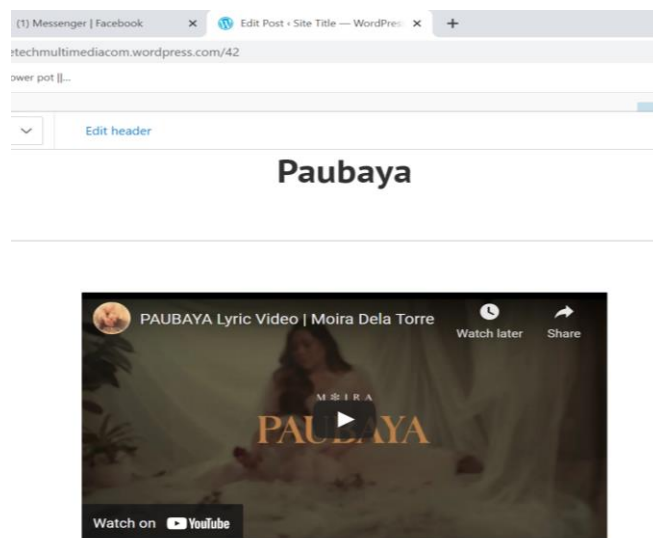 (1) Messenger | Facebook
Edit Post ‹ Site Title — WordPres
etechmultimediacom.wordpress.com/42
ower pot ||...
Edit header
Paubaya
PAUBAYA Lyric Video | Moira Dela Torre
Watch later
Share
MOIRA
PAUBAYA
Watch on YouTube